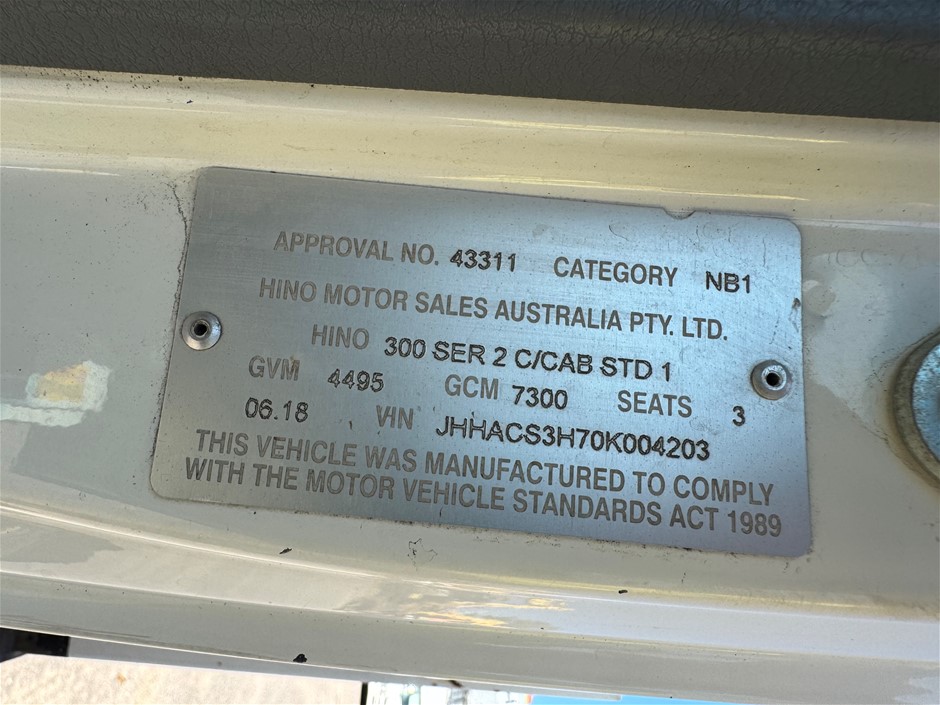 APPROVAL NO. 43311 CATEGORY NB1
HINO MOTOR SALES AUSTRALIA PTY. LTD.
HINO 300 SER 2 C/CAB STD 1
GVM 4495 GCM 7300 SEATS 3
06.18 VIN JHHACS3H70K004203
THIS VEHICLE WAS MANUFACTURED TO COMPLY
WITH THE MOTOR VEHICLE STANDARDS ACT 1989